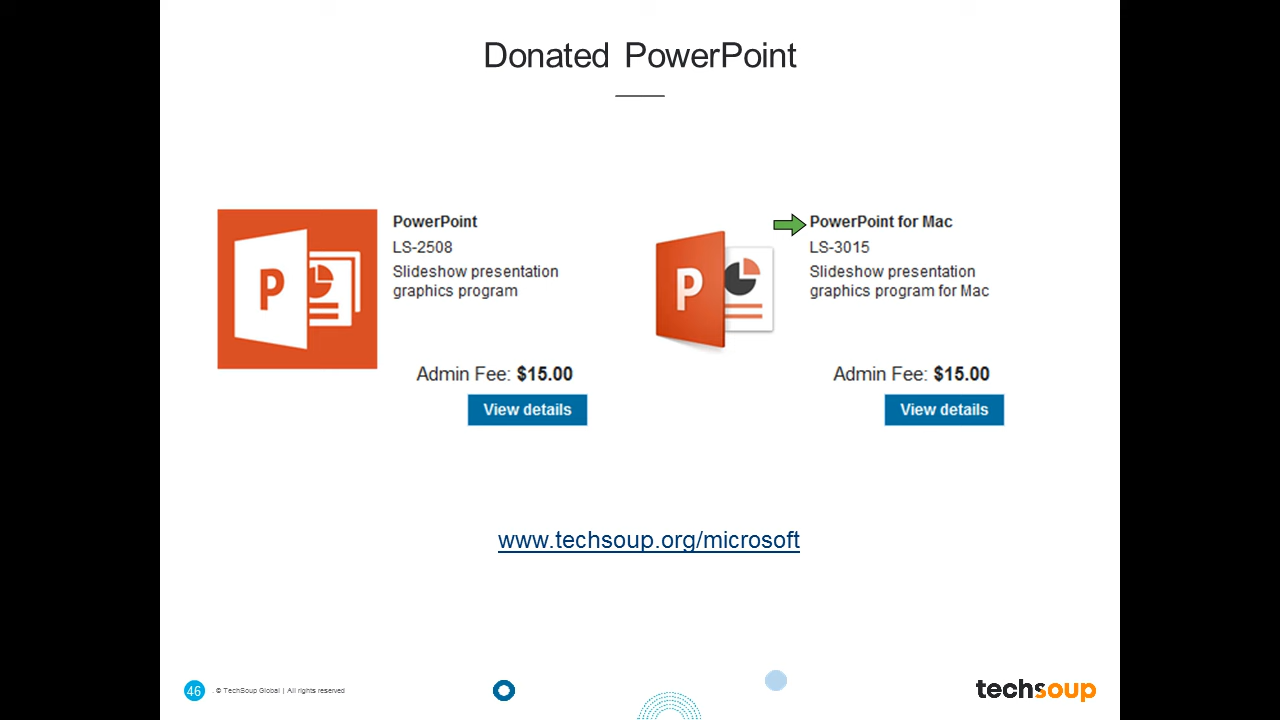 Donated PowerPoint
P
PowerPoint
LS-2508
Slideshow presentation
graphics program
Admin Fee: $15.00
View details
P
PowerPoint for Mac
LS-3015
Slideshow presentation
graphics program for Mac
Admin Fee: $15.00
View details
www.techsoup.org/microsoft
46 . © TechSoup Global | All rights reserved
techsoup